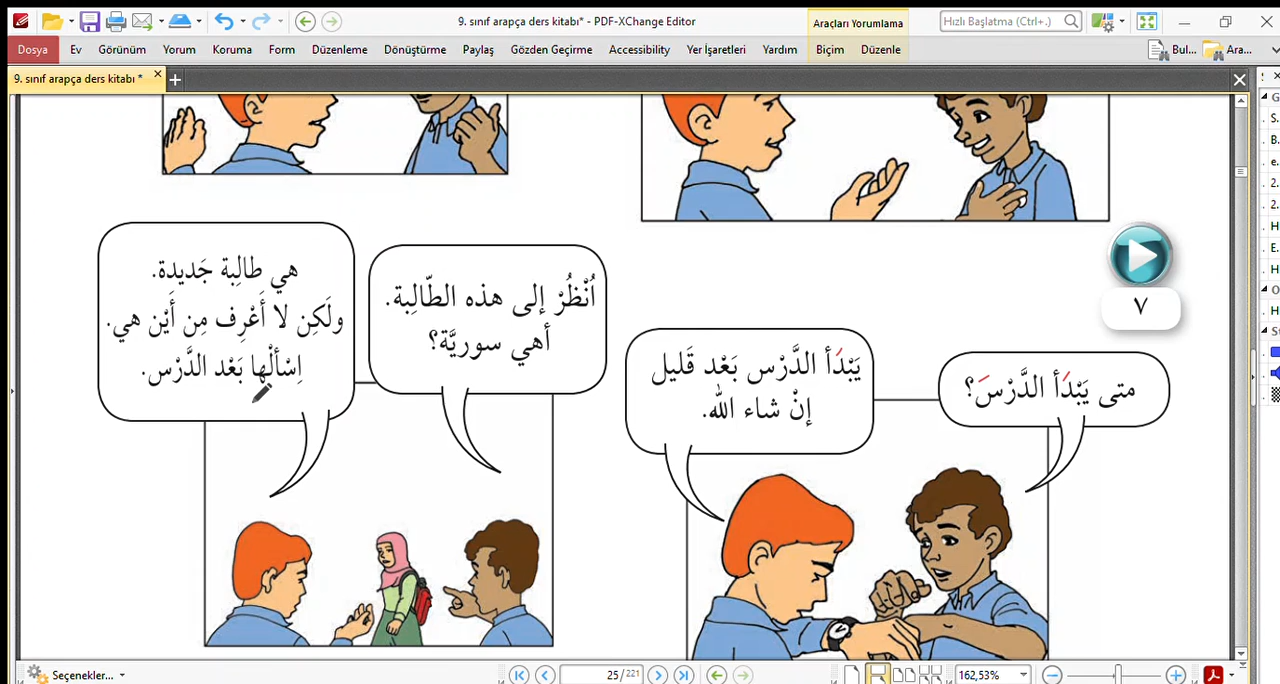 9. sınıf arapça ders kitabı* - PDF-XChange Editor
Araçları Yorumlama
Hızlı Başlatma (Ctrl+.)
Dosya Ev Görünüm Yorum Koruma Form Düzenleme Dönüştürme Paylaş Gözden Geçirme Accessibility Yer İşaretleri Yardım Biçim Düzenle Bul... Ara...
9. sınıf arapça ders kitabı *
٧
متى يَبْدَأ الدَّرْسَ؟
يَبْدَأ الدَّرْس بَعْد قَليل
إنْ شاء الله.
اُنْظُرْ إلى هذه الطّالِبة.
أهي سوريَّة؟
هي طالِبة جَديدة.
ولَكِن لا أَعْرِف مِن أَيْن هي.
اِسْألْها بَعْد الدَّرْس.
Seçenekler...
25 / 221
162,53%